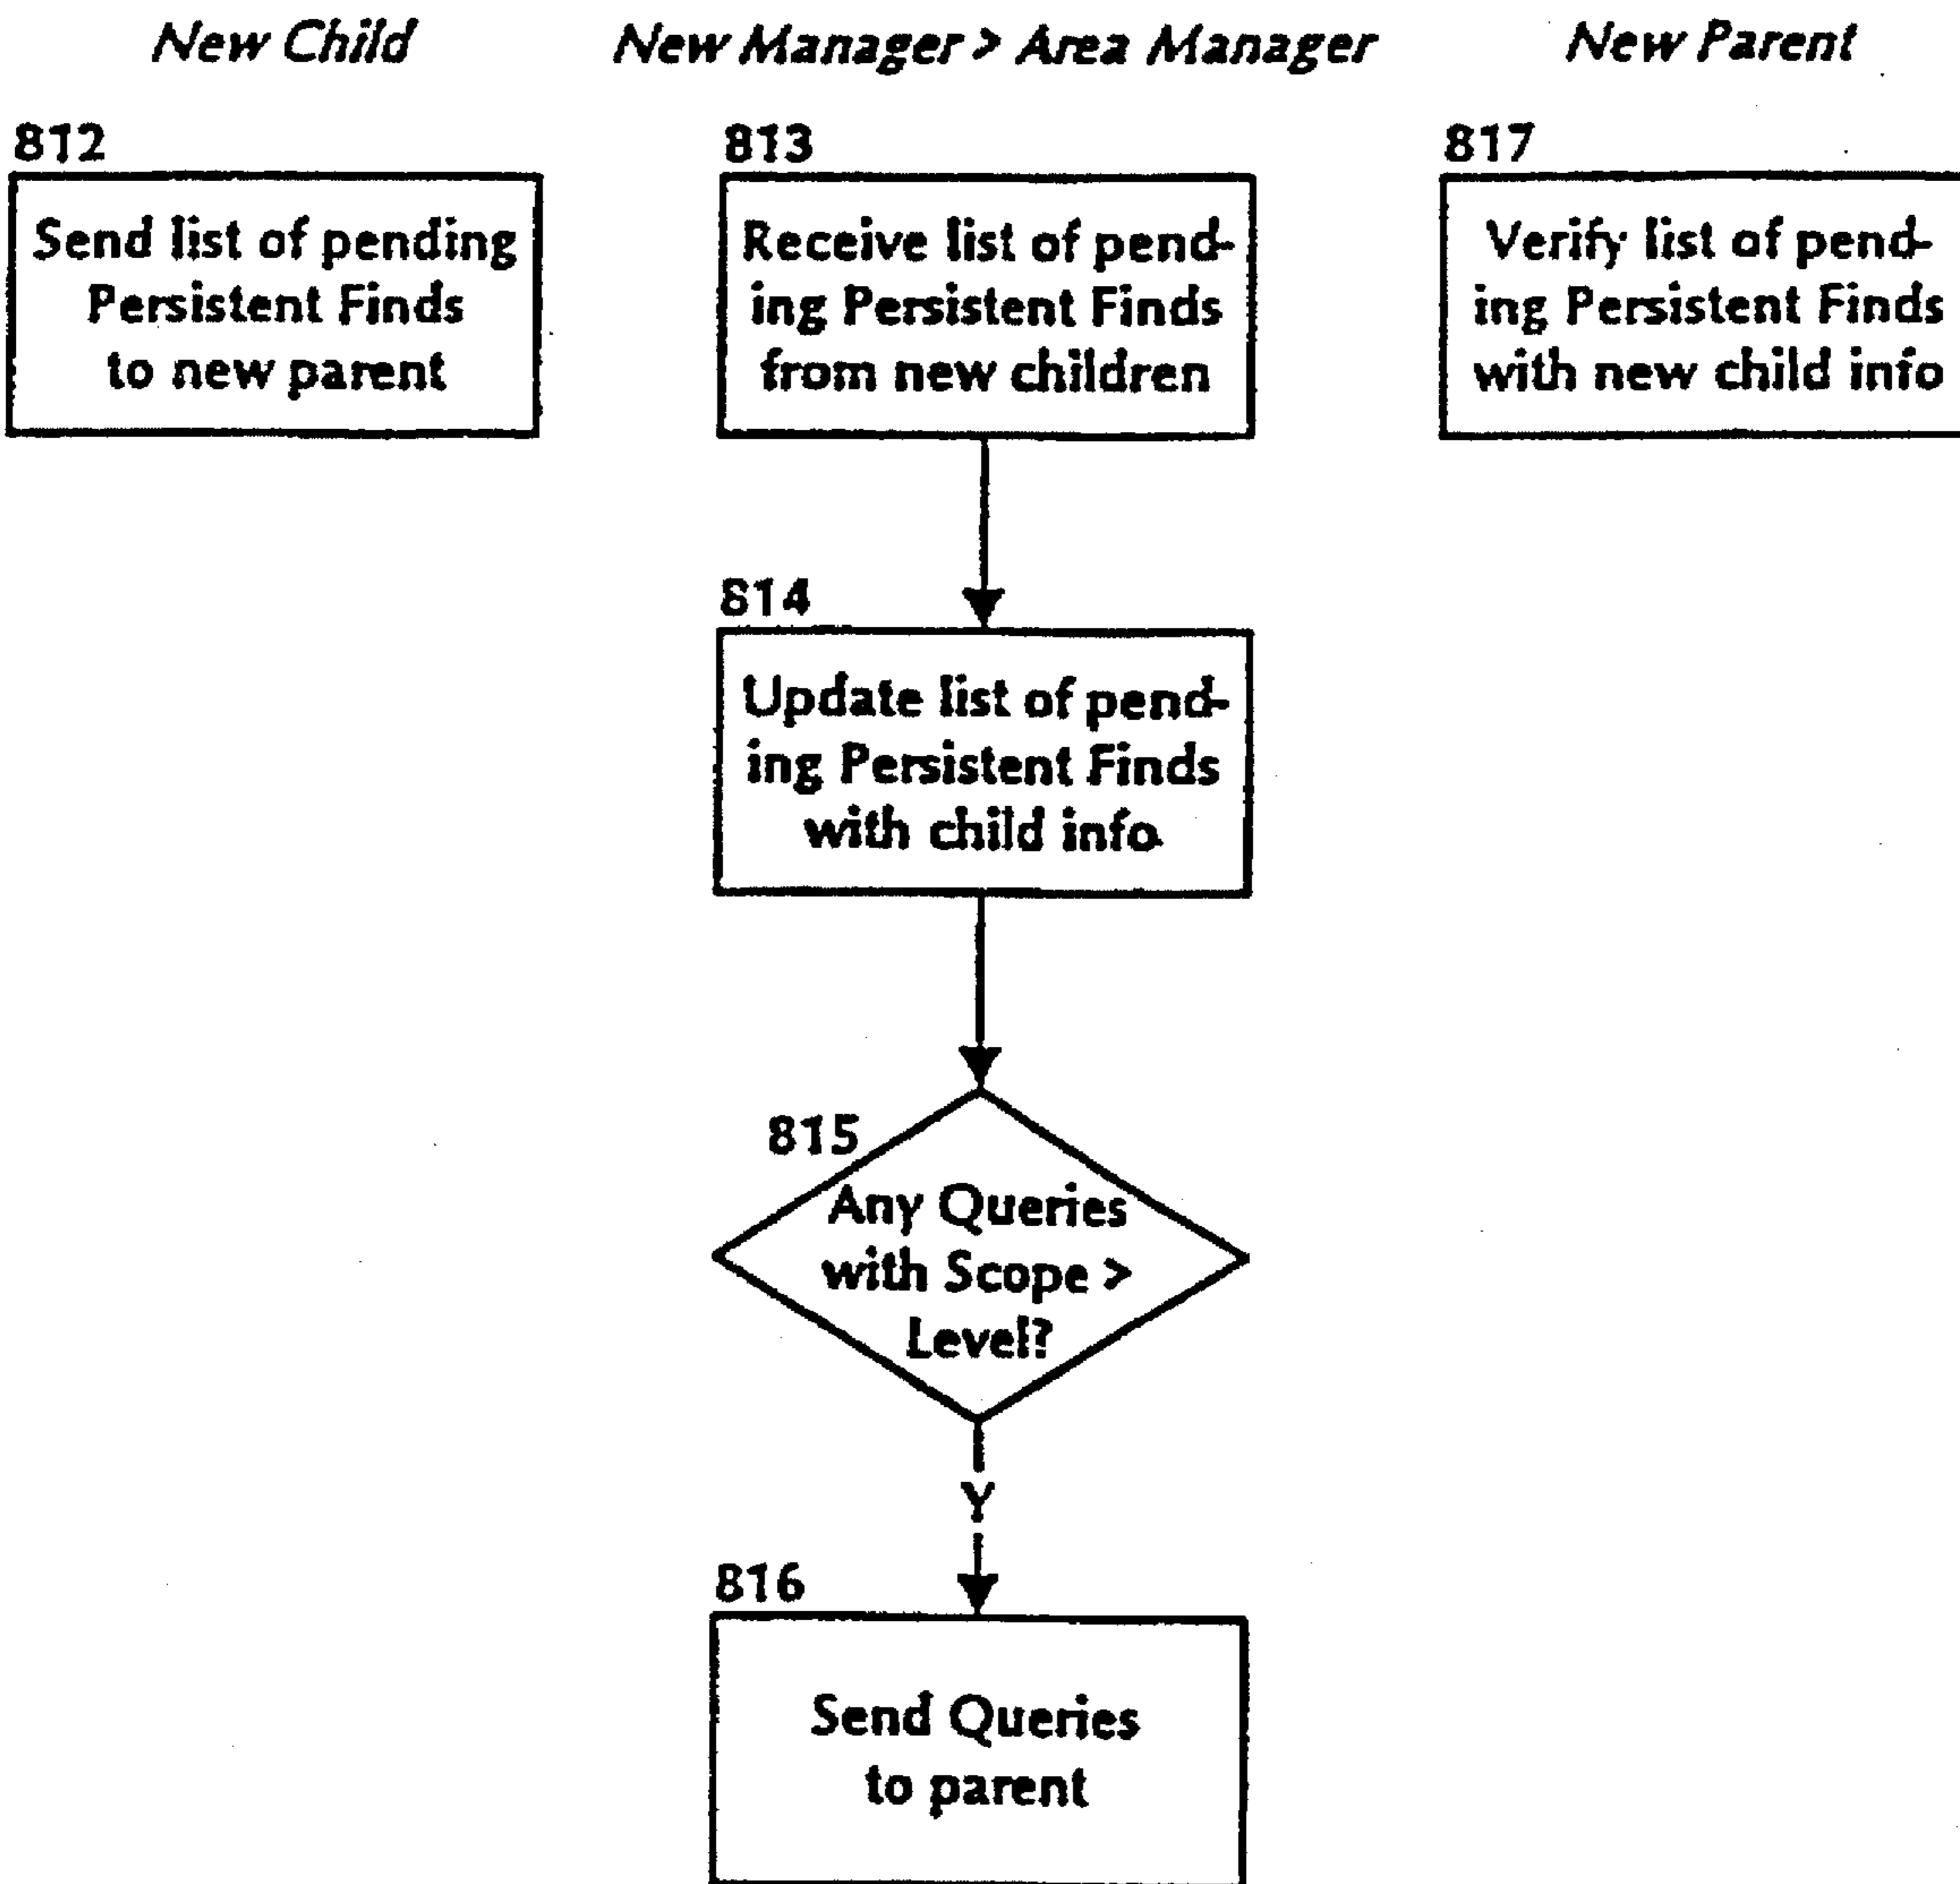 New Child
New Manager > Area Manager
New Parent
812
Send list of pending
Persistent Finds
to new parent
813
Receive list of pend-
ing Persistent Finds
from new children
817
Verify list of pend-
ing Persistent Finds
with new child info
814
Update list of pend-
ing Persistent Finds
with child info
815
Any Queries
with Scope >
Level?
Y
816
Send Queries
to parent